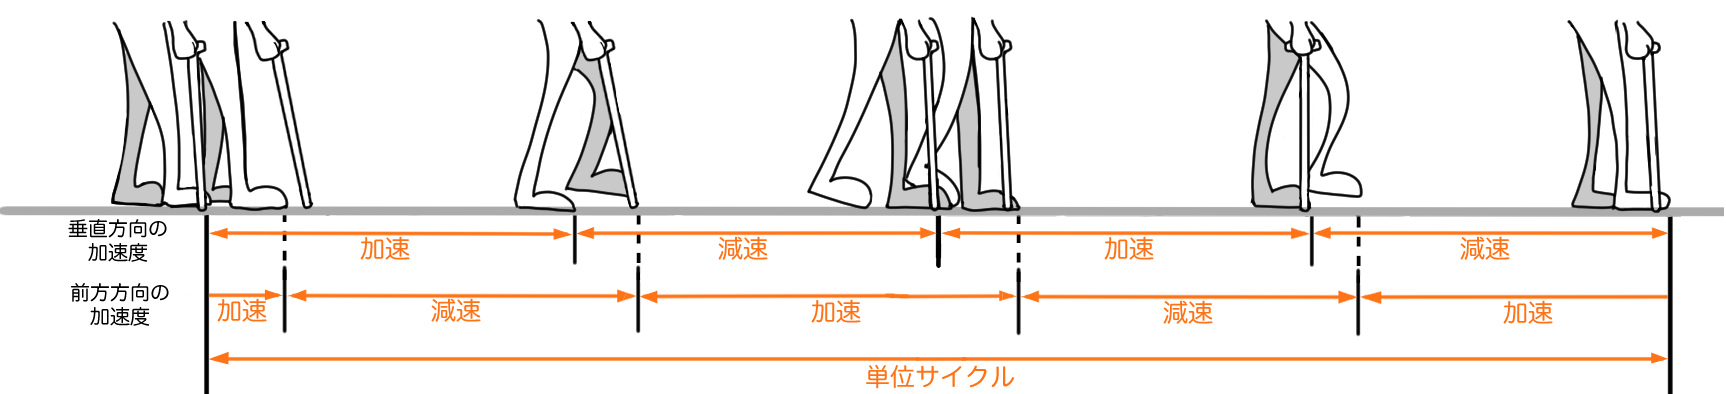 垂直方向の
加速度
加速 減速 加速 減速
前方方向の
加速度
加速 減速 加速 減速 加速
単位サイクル